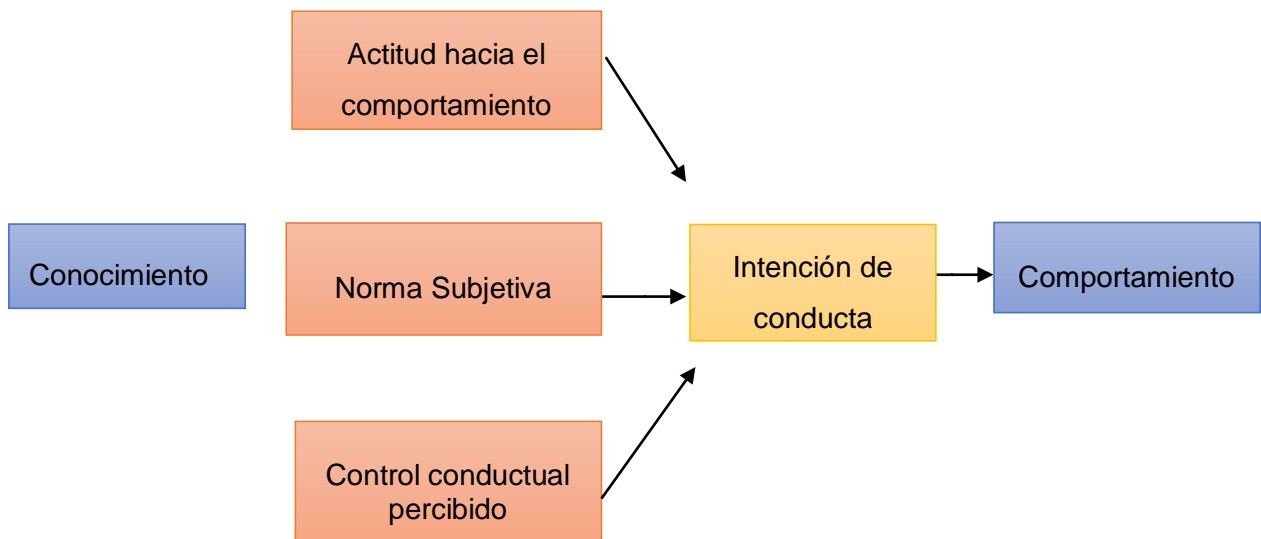 Actitud hacia el
comportamiento
Conocimiento
Norma Subjetiva
Intención de
conducta
Comportamiento
Control conductual
percibido